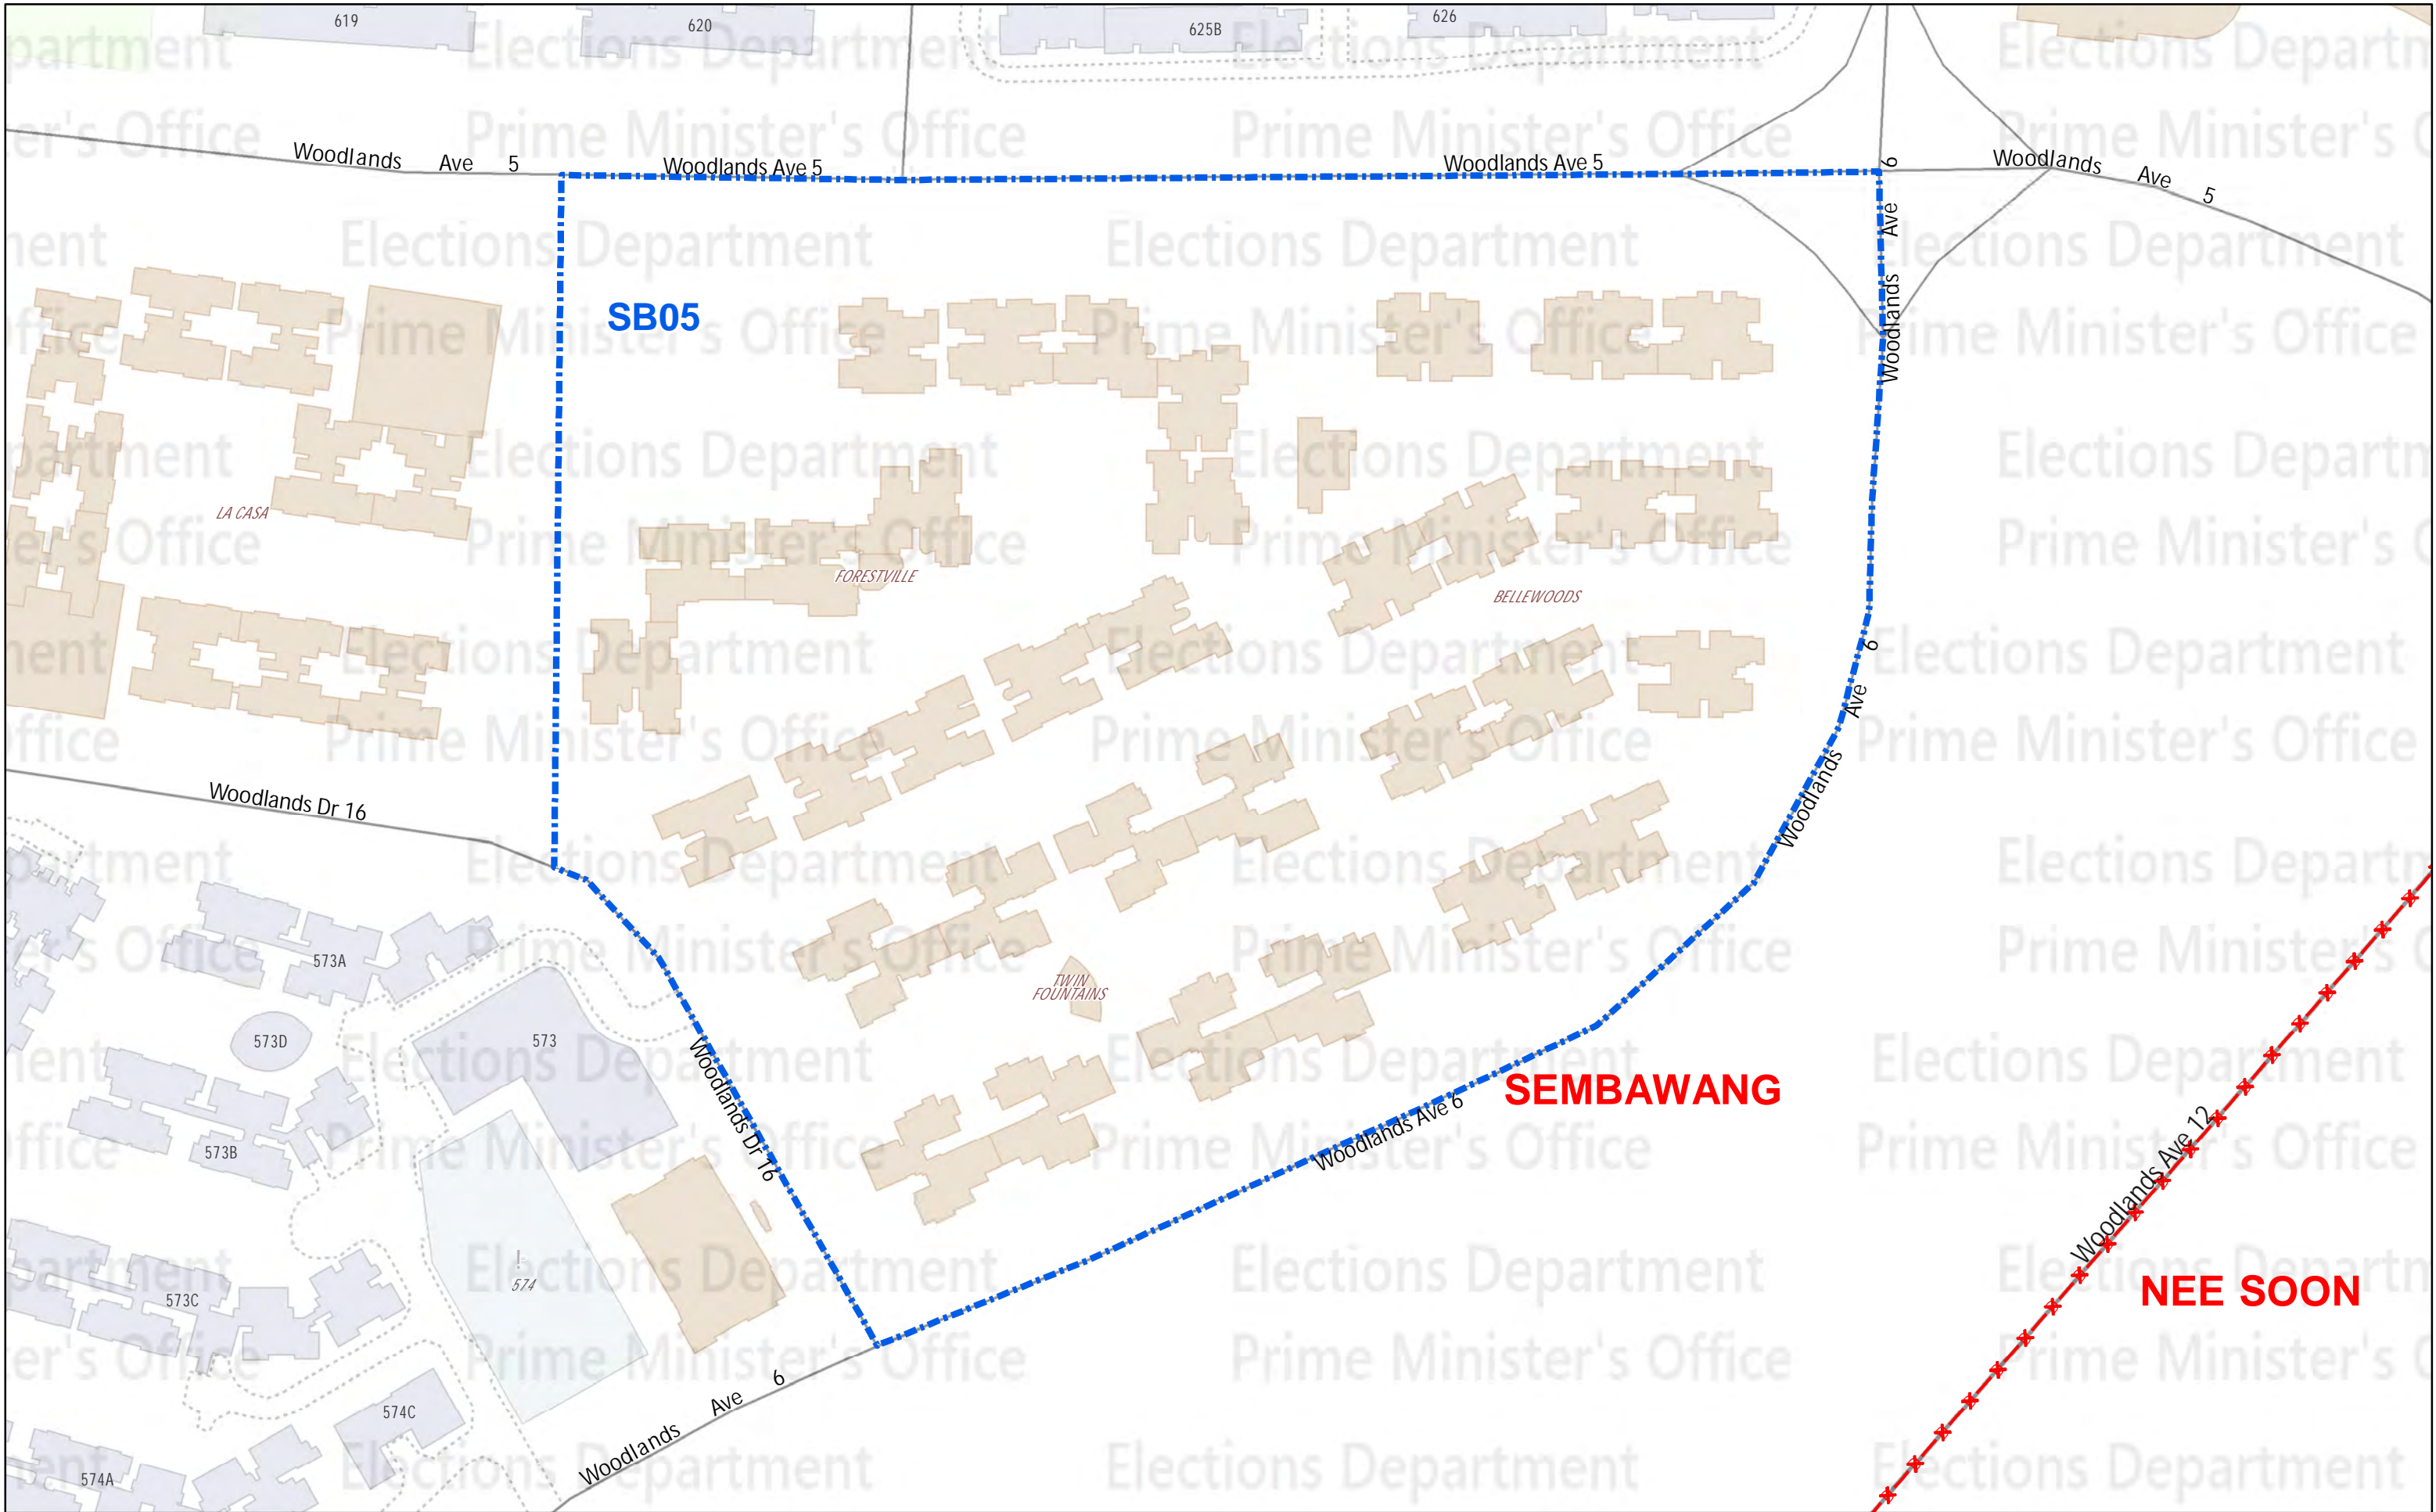 619
620
625B
626
Woodlands Ave 5
Woodlands Ave 5
Woodlands Ave 5
Woodlands Ave 5
Woodlands Ave 6
SB05
LA CASA
FORESTVILLE
BELLEWOODS
Woodlands Ave 6
Woodlands Dr 16
573A
TWIN
FOUNTAINS
573D
573
Woodlands Dr 16
SEMBAWANG
Woodlands Ave 6
573B
Woodlands Ave 12
574
573C
NEE SOON
Woodlands Ave 6
574C
574A
Elections Department
Prime Minister's Office